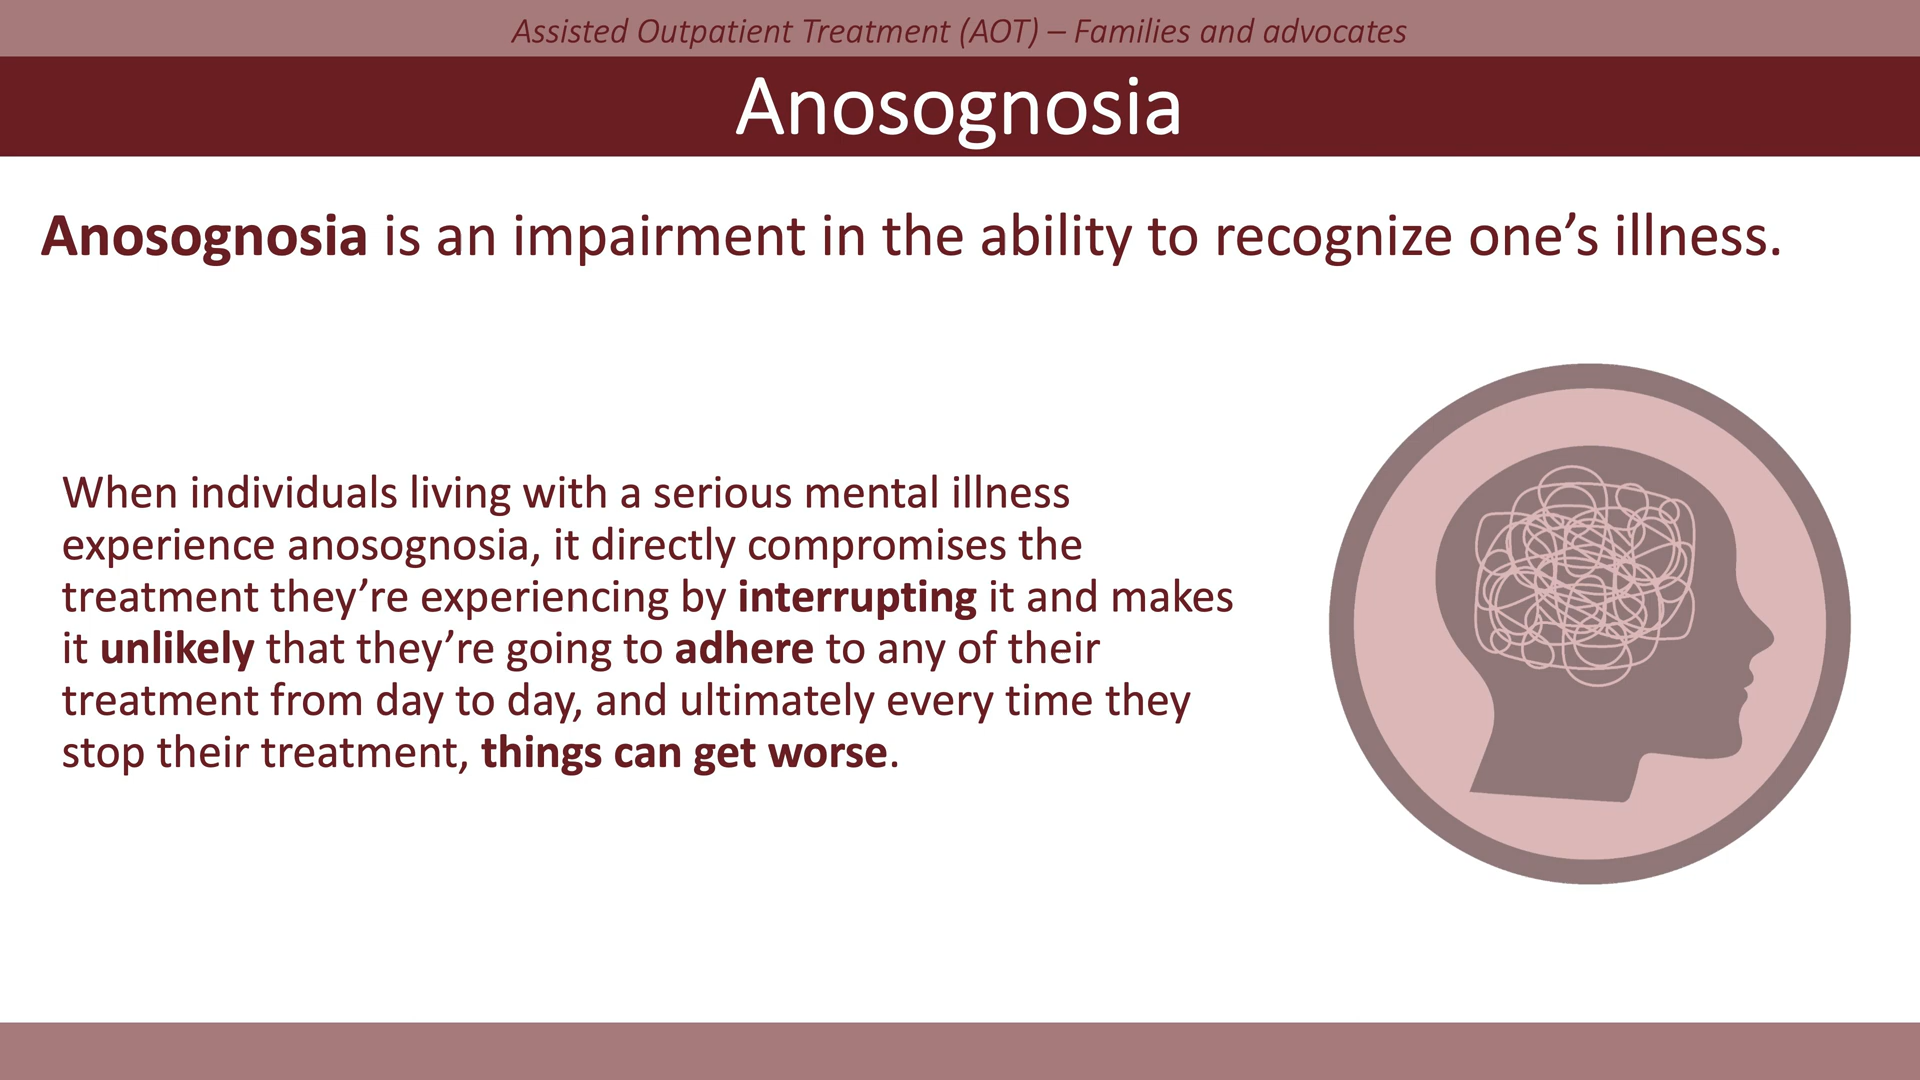 Assisted Outpatient Treatment (AOT) – Families and advocates
Anosognosia
Anosognosia is an impairment in the ability to recognize one’s illness.
When individuals living with a serious mental illness
experience anosognosia, it directly compromises the
treatment they’re experiencing by interrupting it and makes
it unlikely that they’re going to adhere to any of their
treatment from day to day, and ultimately every time they
stop their treatment, things can get worse.